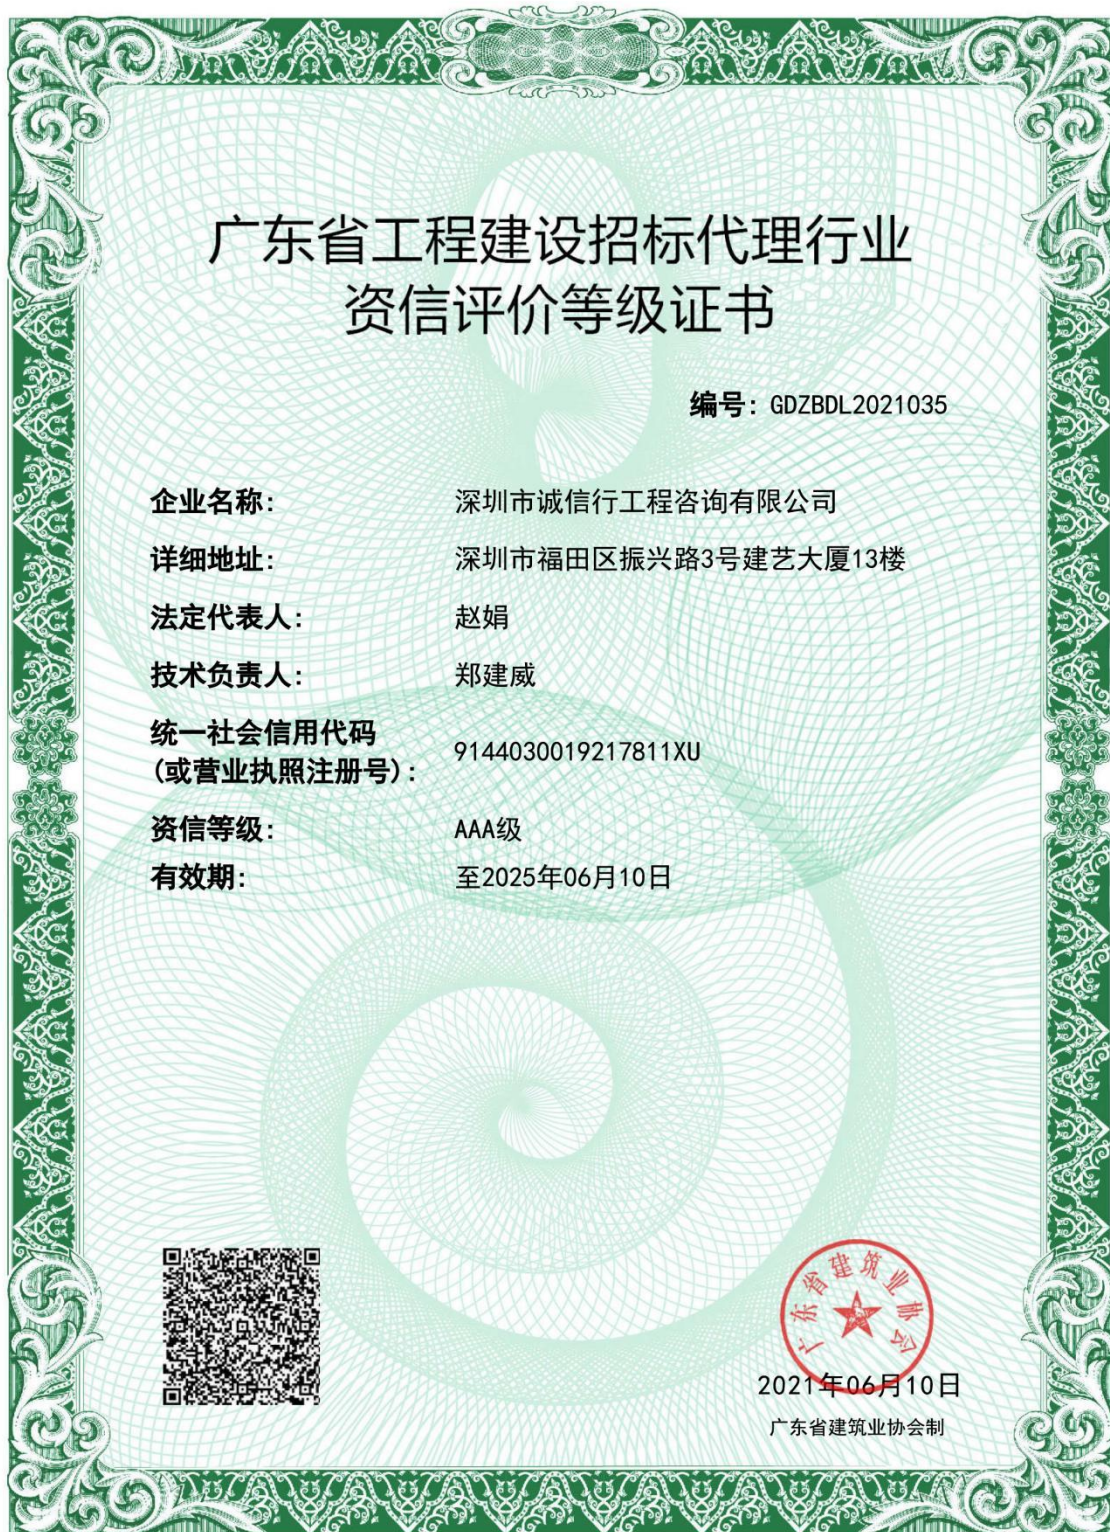 广东省工程建设招标代理行业
资信评价等级证书
编号: GDZBDL2021035
企业名称: 深圳市诚信行工程咨询有限公司
详细地址: 深圳市福田区振兴路3号建艺大厦13楼
法定代表人: 赵娟
技术负责人: 郑建威
统一社会信用代码
(或营业执照注册号): 9144030019217811XU
资信等级: AAA级
有效期: 至2025年06月10日
广东省建筑业协会
2021年06月10日
广东省建筑业协会制